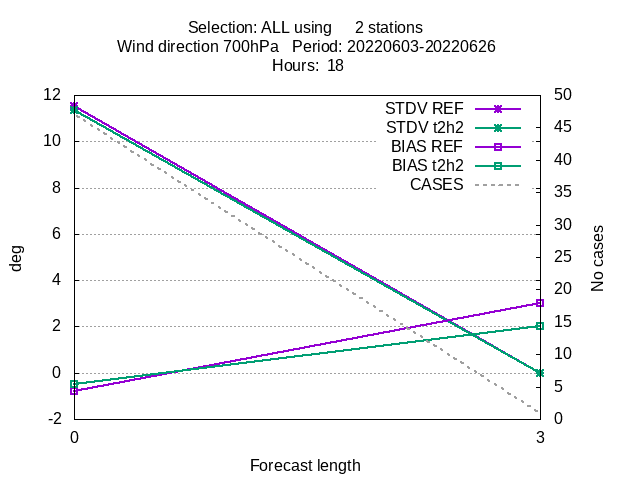 Selection: ALL using     2 stations
Wind direction 700hPa   Period: 20220603-20220626
Hours:  18
12
10
8
6
4
2
0
-2
deg
50
45
40
35
30
25
20
15
10
5
0
No cases
STDV REF
STDV t2h2
BIAS REF
BIAS t2h2
CASES
0
3
Forecast length